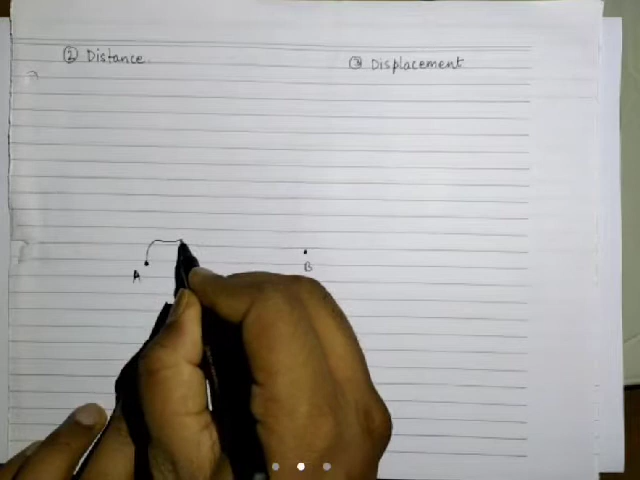 ② Distance.
③ Displacement
A
B